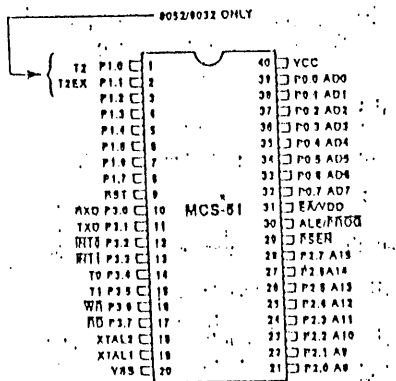 8052/8032 ONLY
T2 P1.0 1
T2EX P1.1 2
P1.2 3
P1.3 4
P1.4 5
P1.5 6
P1.6 7
P1.7 8
RST 9
RXD P3.0 10
TXD P3.1 11
INT0 P3.2 12
INT1 P3.3 13
T0 P3.4 14
T1 P3.5 15
WR P3.6 16
RD P3.7 17
XTAL2 18
XTAL1 19
VSS 20
MCS-51
40 VCC
39 P0.0 AD0
38 P0.1 AD1
37 P0.2 AD2
36 P0.3 AD3
35 P0.4 AD4
34 P0.5 AD5
33 P0.6 AD6
32 P0.7 AD7
31 EA/VDD
30 ALE/PROG
29 PSEN
28 P2.7 A15
27 P2.6 A14
26 P2.5 A13
25 P2.4 A12
24 P2.3 A11
23 P2.2 A10
22 P2.1 A9
21 P2.0 A8